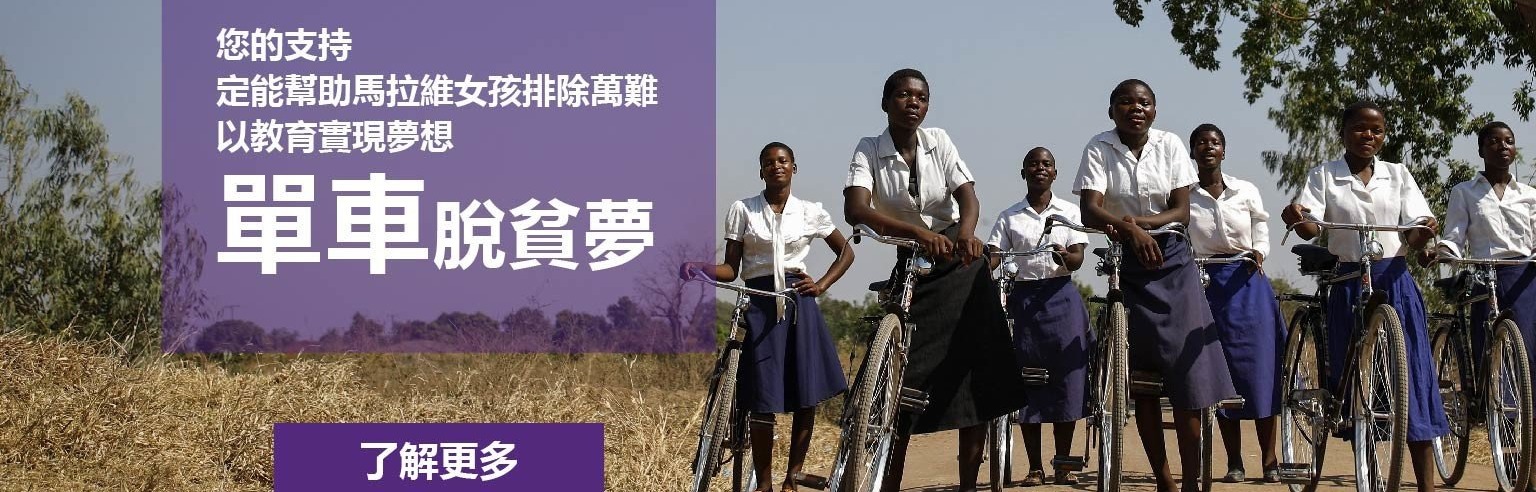 您的支持
定能幫助馬拉維女孩排除萬難
以教育實現夢想
單車脫貧夢
了解更多